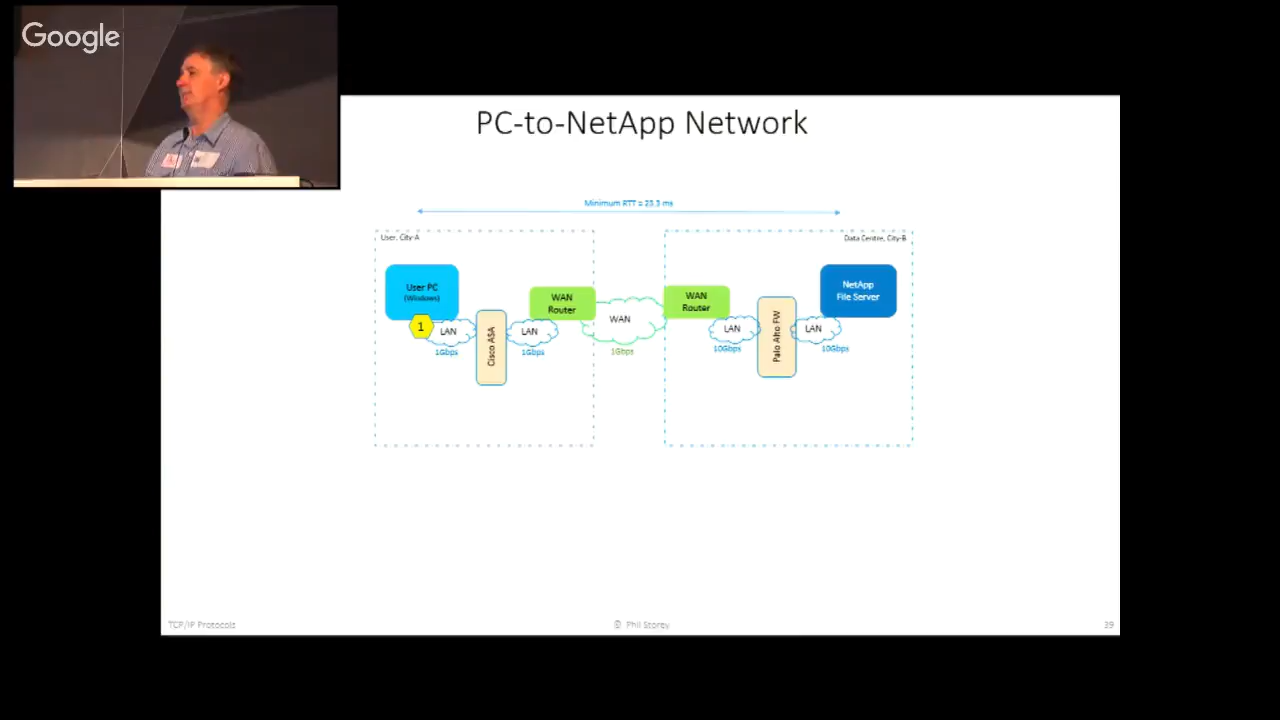 Google
PC-to-NetApp Network
Minimum RTT = 23.3 ms
User, City-A
Data Centre, City-B
User PC
(Windows)
1
LAN
1Gbps
Cisco ASA
LAN
1Gbps
WAN
Router
WAN
1Gbps
WAN
Router
LAN
10Gbps
Palo Alto FW
LAN
10Gbps
NetApp
File Server
TCP/IP Protocols
© Phil Storey
39